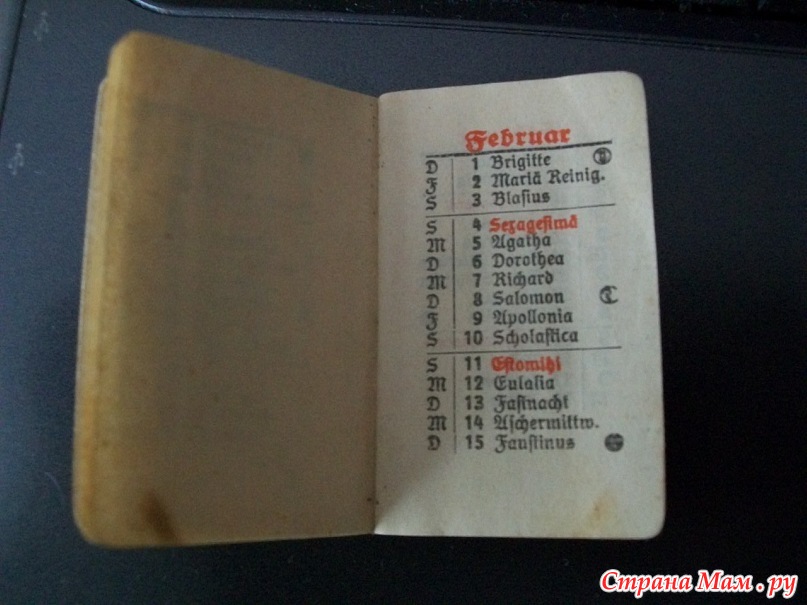 Februar
D 1 Brigitte
F 2 Mariä Reinig.
S 3 Blasius
S 4 Sexagesimä
M 5 Agatha
D 6 Dorothea
M 7 Richard
D 8 Salomon
F 9 Apollonia
S 10 Scholastica
S 11 Estomihi
M 12 Eulalia
D 13 Fastnacht
M 14 Aschermittw.
D 15 Faustinus
Страна Мам.ру